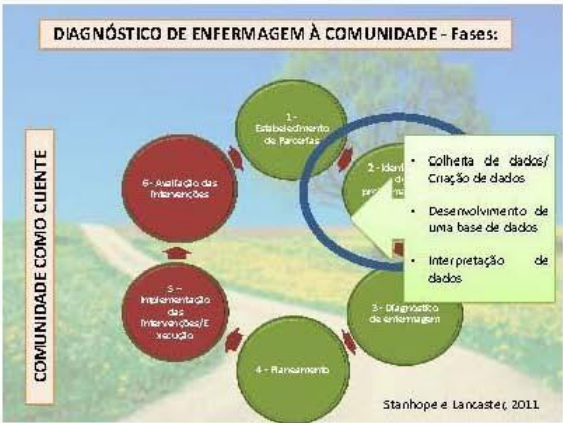 DIAGNÓSTICO DE ENFERMAGEM À COMUNIDADE - Fases:
COMUNIDADE COMO CLIENTE
1 -
Estabelecimento
de Parcerias
2 -
• Colheita de dados/
Criação de dados
• Desenvolvimento de
uma base de dados
• Interpretação de
dados
3 - Diagnóstico
de enfermagem
4 - Planeamento
5 -
Implementação
das
Intervenções/E
xecução
6 - Avaliação das
Intervenções
Stanhope e Lancaster, 2011